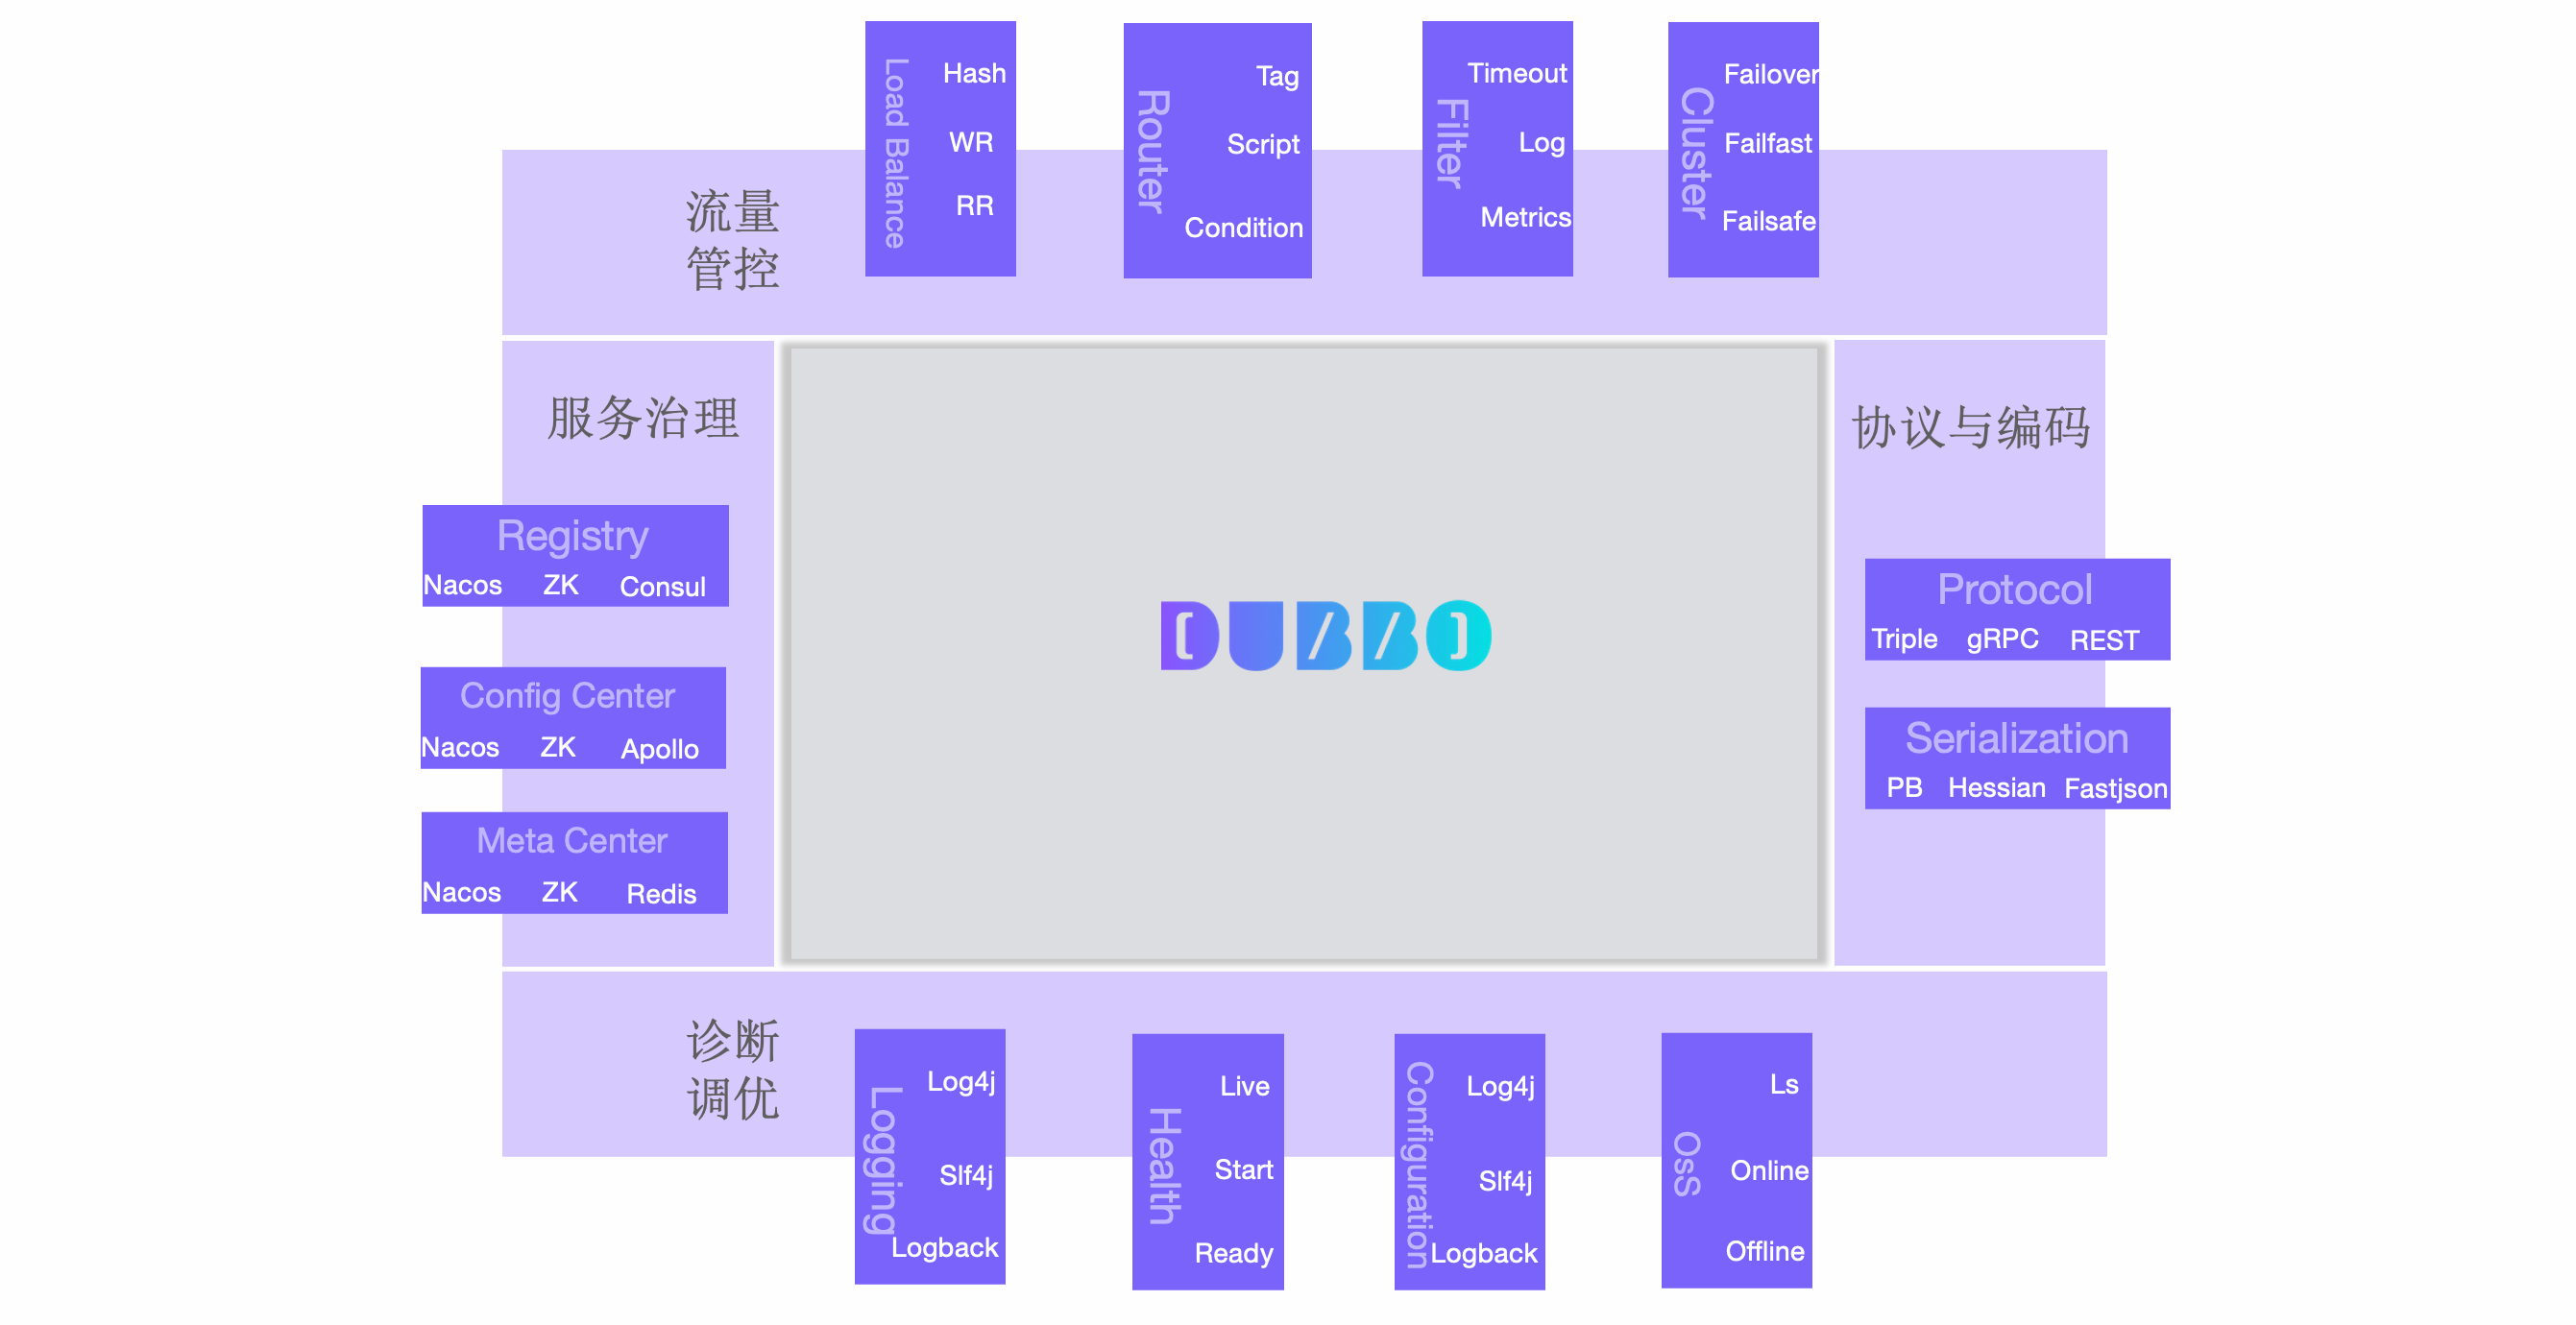 Load Balance
Hash
WR
RR
Router
Tag
Script
Condition
Filter
Timeout
Log
Metrics
Cluster
Failover
Failfast
Failsafe
流量
管控
服务治理
Registry
Nacos ZK Consul
Config Center
Nacos ZK Apollo
Meta Center
Nacos ZK Redis
DUBBO
协议与编码
Protocol
Triple gRPC REST
Serialization
PB Hessian Fastjson
诊断
调优
Logging
Log4j
Slf4j
Logback
Health
Live
Start
Ready
Configuration
Log4j
Slf4j
Logback
OsS
Ls
Online
Offline